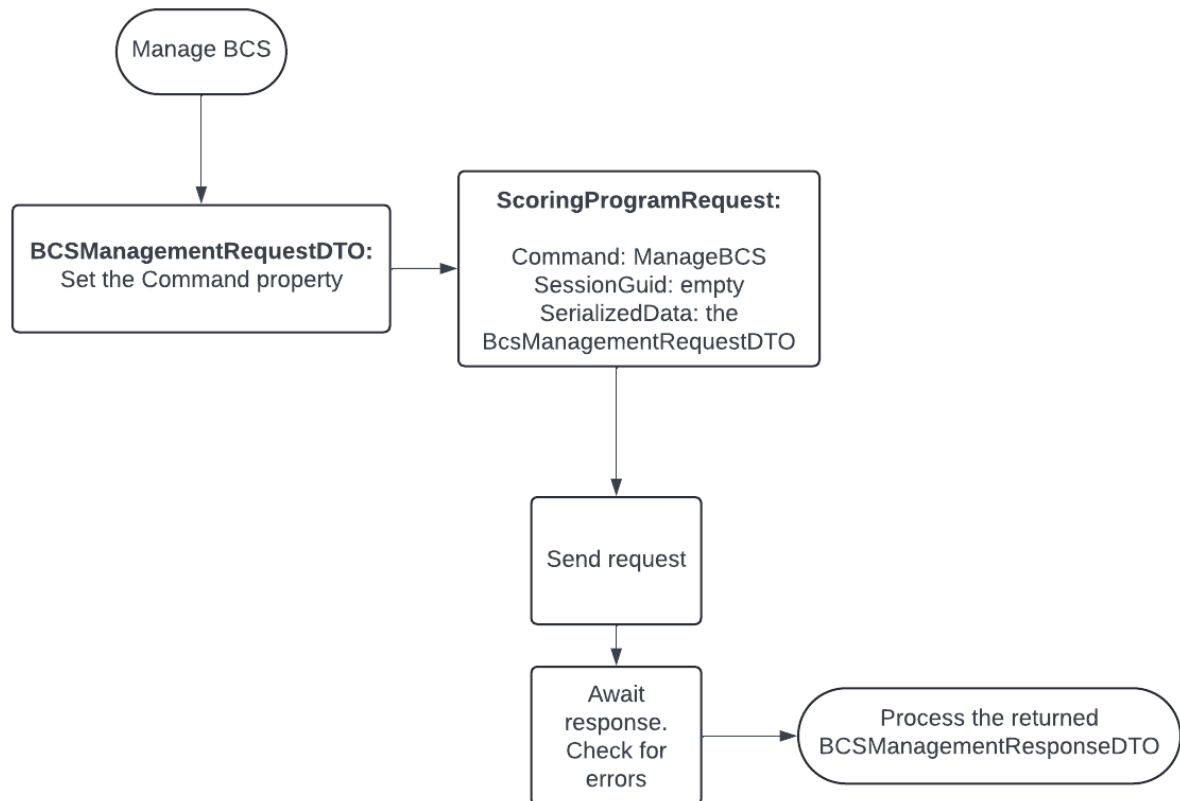 Manage BCS
BCSManagementRequestDTO:
Set the Command property
ScoringProgramRequest:
Command: ManageBCS
SessionGuid: empty
SerializedData: the
BcsManagementRequestDTO
Send request
Await
response.
Check for
errors
Process the returned
BCSManagementResponseDTO